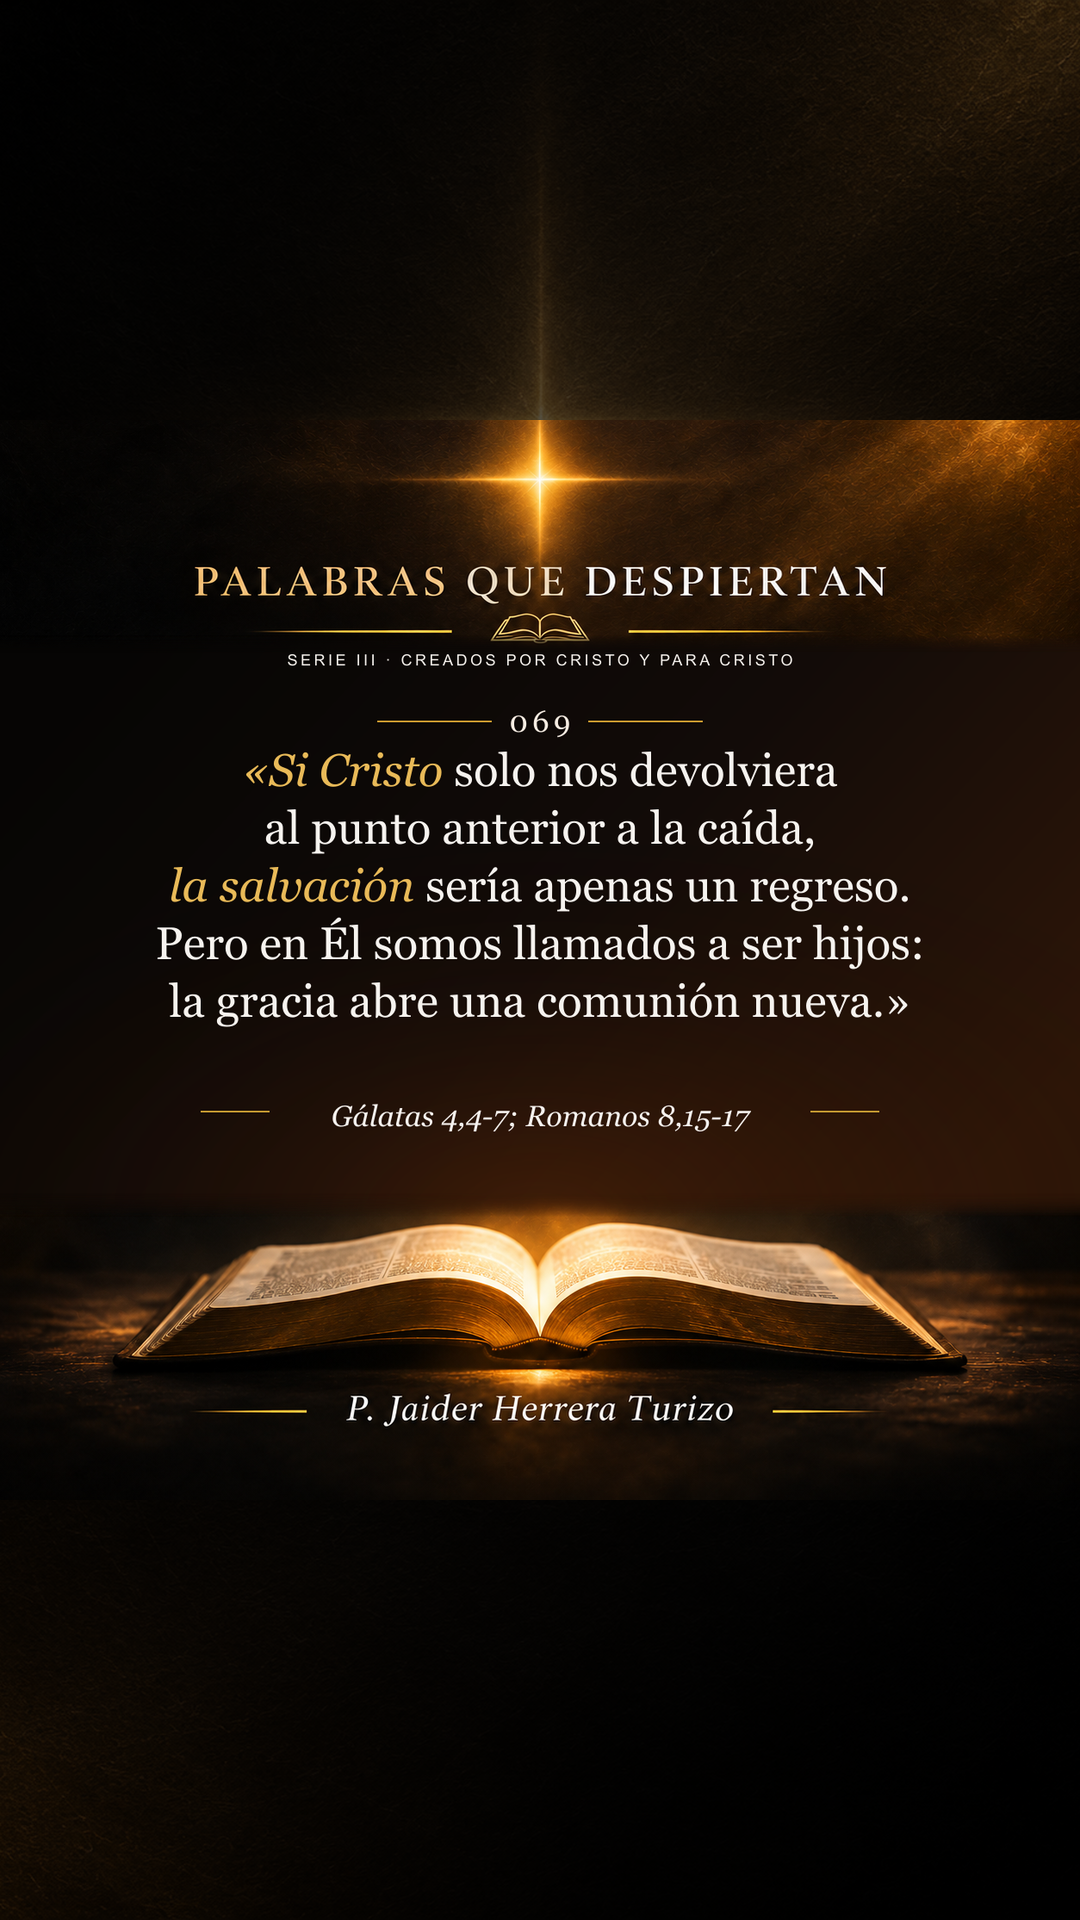 PALABRAS QUE DESPIERTAN
SERIE III · CREADOS POR CRISTO Y PARA CRISTO
069
«Si Cristo solo nos devolviera
al punto anterior a la caída,
la salvación sería apenas un regreso.
Pero en Él somos llamados a ser hijos:
la gracia abre una comunión nueva.»
Gálatas 4,4-7; Romanos 8,15-17
P. Jaider Herrera Turizo